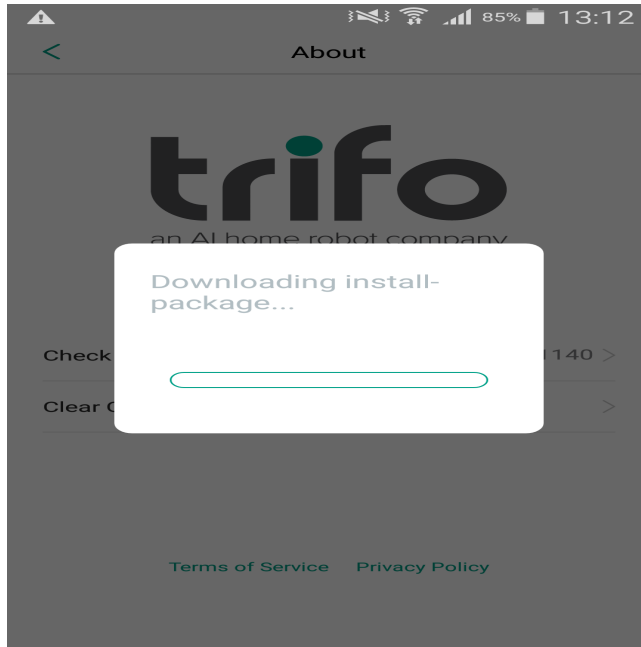 85% 13:12
< About
trifo
an AI home robot company
Downloading install-
package...
Check 1140 >
Clear >
Terms of Service Privacy Policy